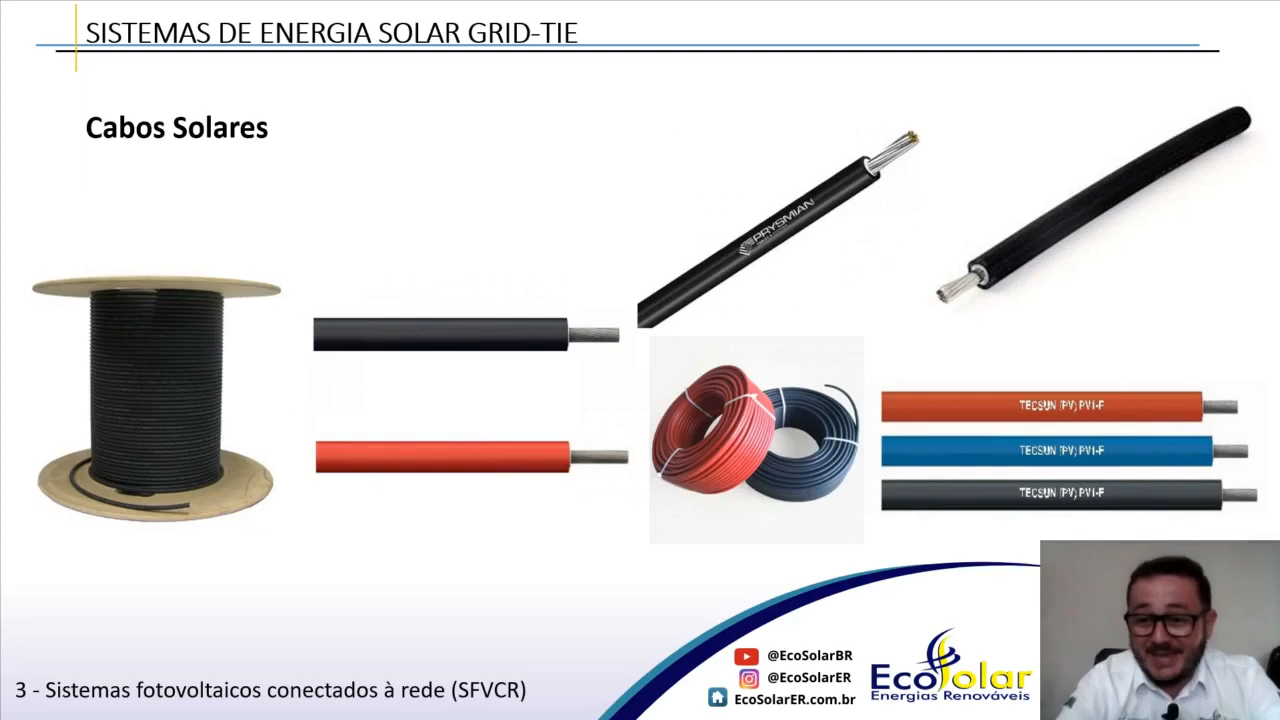 SISTEMAS DE ENERGIA SOLAR GRID-TIE
Cabos Solares
PRYSMIAN
TECSUN (PV) PV1-F
TECSUN (PV) PV1-F
TECSUN (PV) PV1-F
@EcoSolarBR
@EcoSolarER
EcoSolarER.com.br
EcoSolar
Energias Renováveis
3 - Sistemas fotovoltaicos conectados à rede (SFVCR)